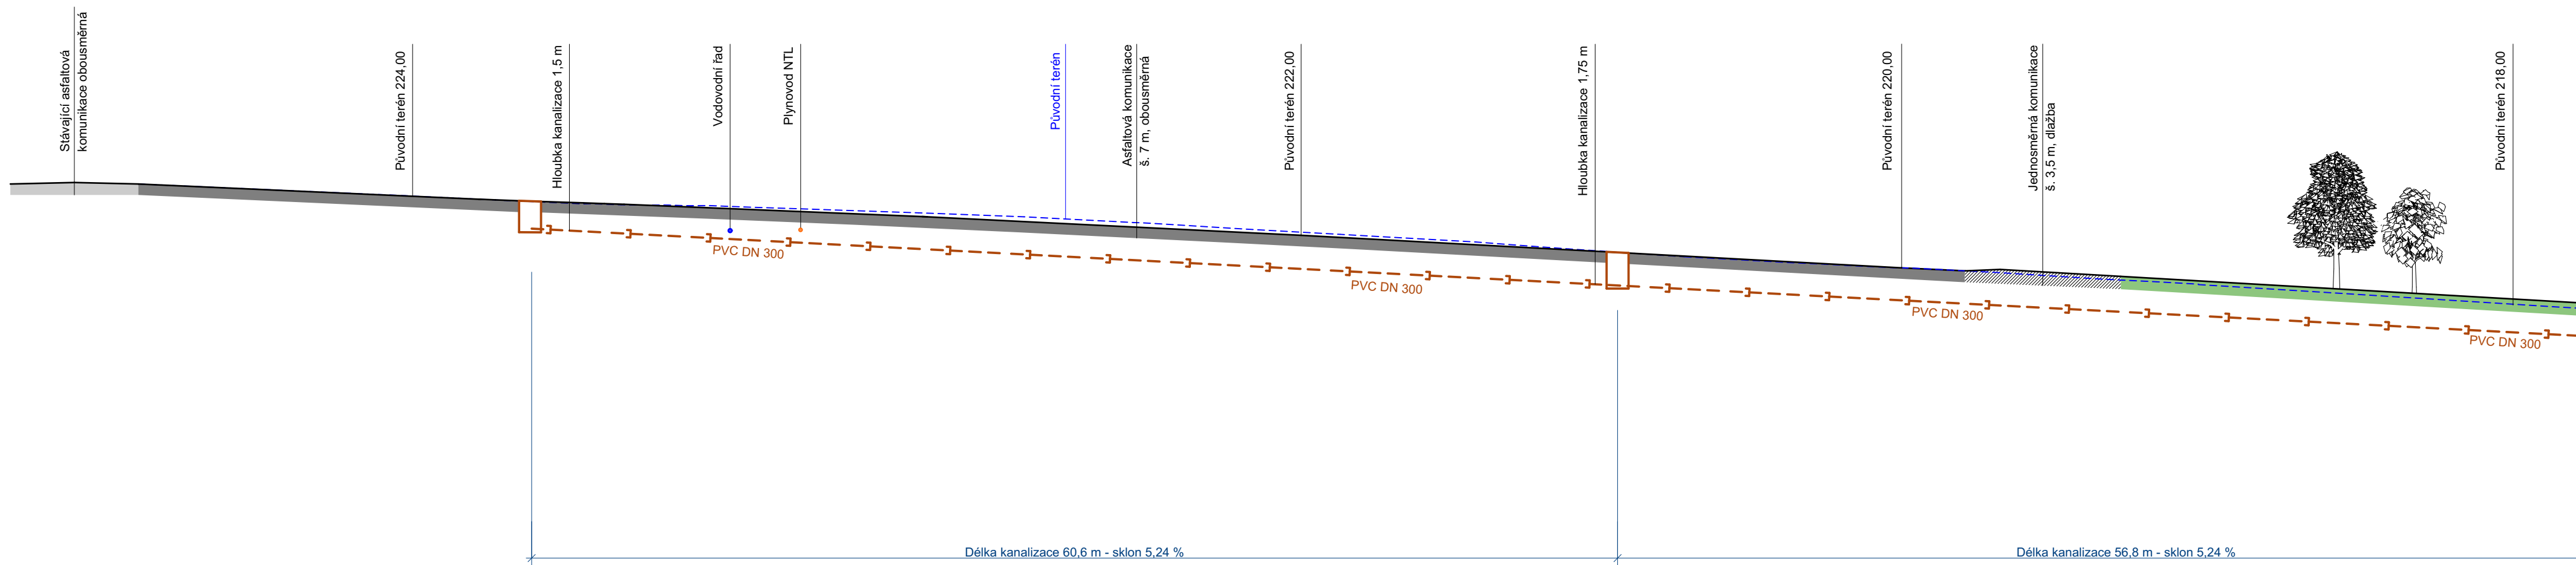 Stávající asfaltová
komunikace obousměrná
Původní terén 224,00
Hloubka kanalizace 1,5 m
Vodovodní řad
Plynovod NTL
Původní terén
Asfaltová komunikace
š. 7 m, obousměrná
Původní terén 222,00
Hloubka kanalizace 1,75 m
Původní terén 220,00
Jednosměrná komunikace
š. 3,5 m, dlažba
Původní terén 218,00
PVC DN 300
PVC DN 300
PVC DN 300
PVC DN 300
Délka kanalizace 60,6 m - sklon 5,24 %
Délka kanalizace 56,8 m - sklon 5,24 %